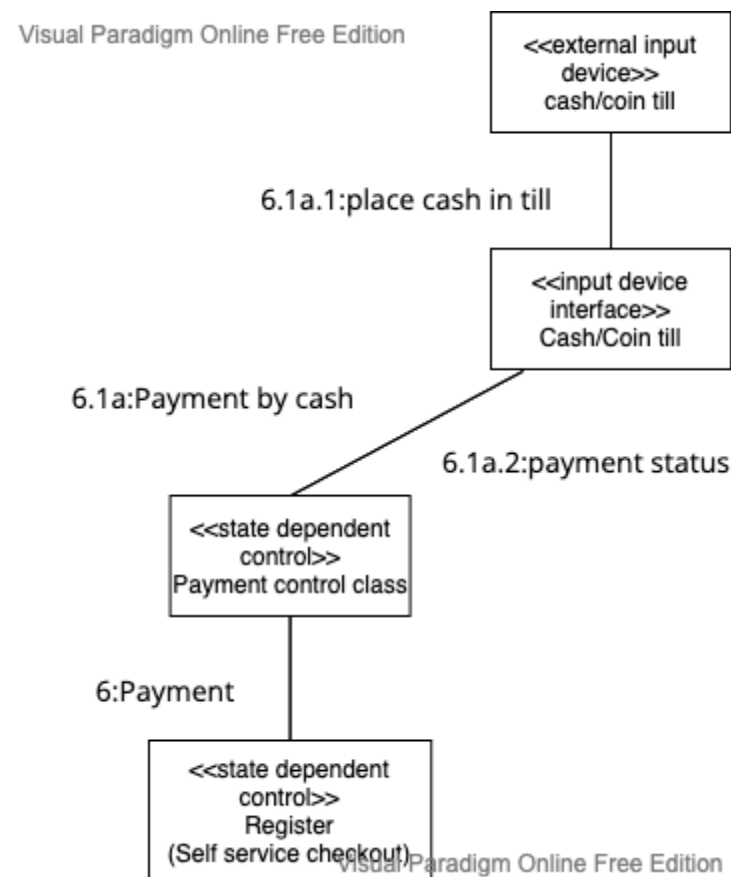 Visual Paradigm Online Free Edition
<<external input
device>>
cash/coin till
6.1a.1:place cash in till
<<input device
interface>>
Cash/Coin till
6.1a:Payment by cash
6.1a.2:payment status
<<state dependent
control>>
Payment control class
6:Payment
<<state dependent
control>>
Register
(Self service checkout)
Visual Paradigm Online Free Edition